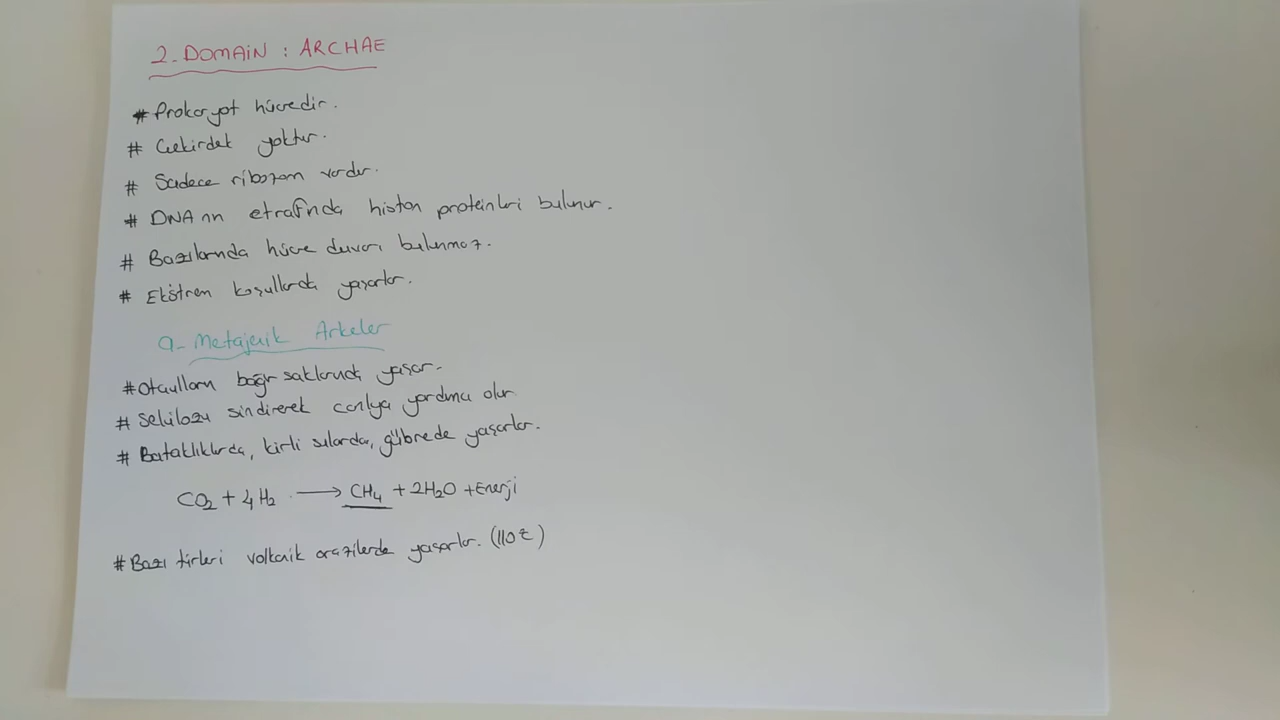 2. DOMAİN : ARCHAE
# Prokaryot hücredir.
# Çekirdek yoktur.
# Sadece ribozom vardır.
# DNA nın etrafında histon proteinleri bulunur.
# Bazılarında hücre duvarı bulunmaz.
# Ekstrem koşullarda yaşarlar.
a- Metajenik Arkeler
# Otçulların bağırsaklarında yaşar.
# Selülozu sindirerek canlıya yardımcı olur
# Bataklıklarda, kirli sularda, gübrede yaşarlar.
CO2 + 4H2 → CH4 + 2H2O + Enerji
# Bazı türleri volkanik arazilerde yaşarlar. (110 °C)